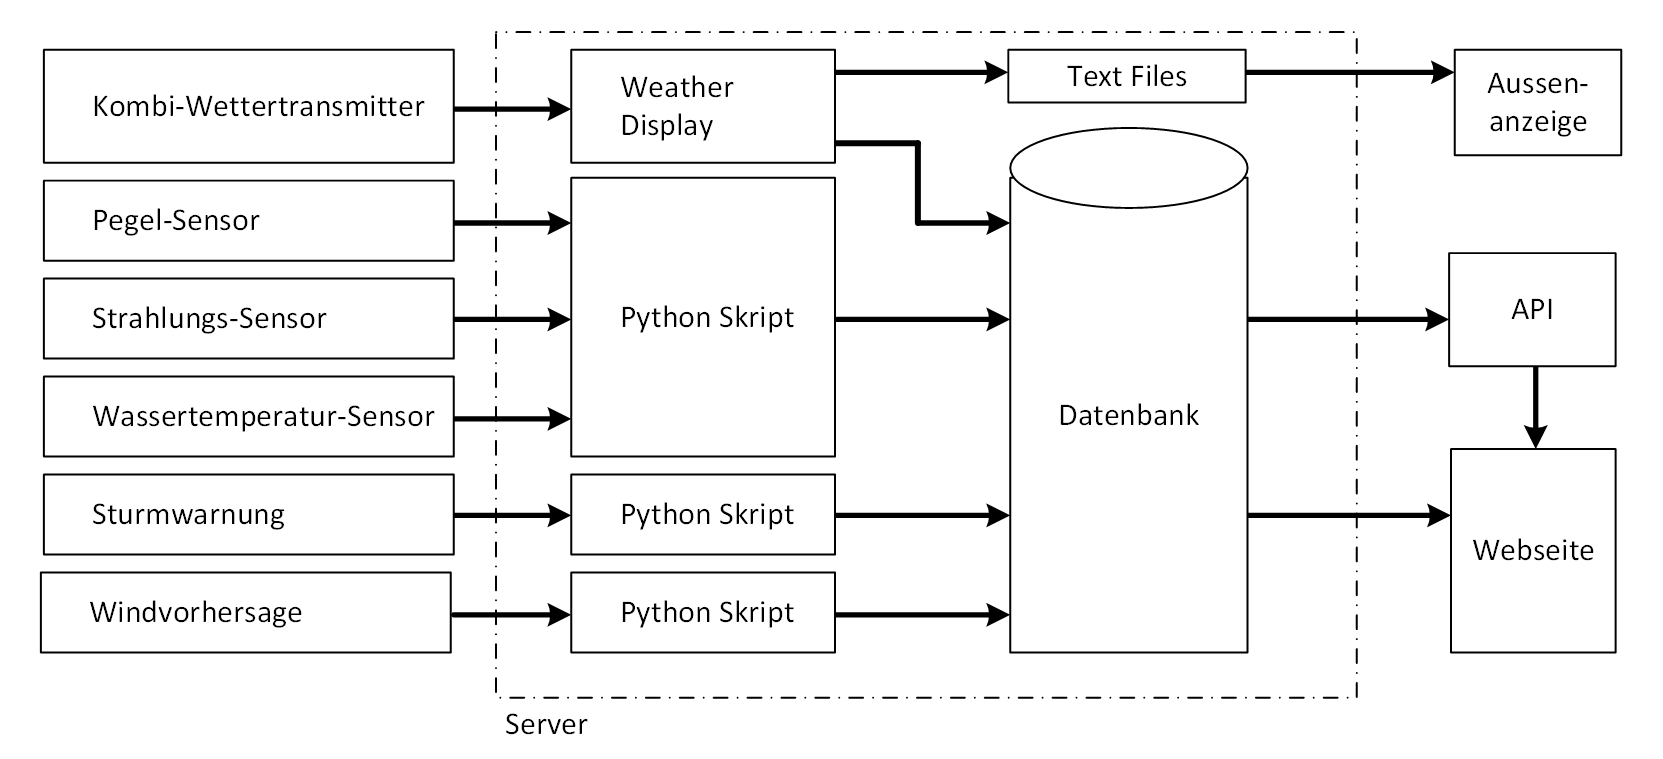 Kombi-Wettertransmitter
Weather
Display
Text Files
Aussen-
anzeige
Pegel-Sensor
Strahlungs-Sensor
Python Skript
API
Wassertemperatur-Sensor
Datenbank
Sturmwarnung
Python Skript
Webseite
Windvorhersage
Python Skript
Server